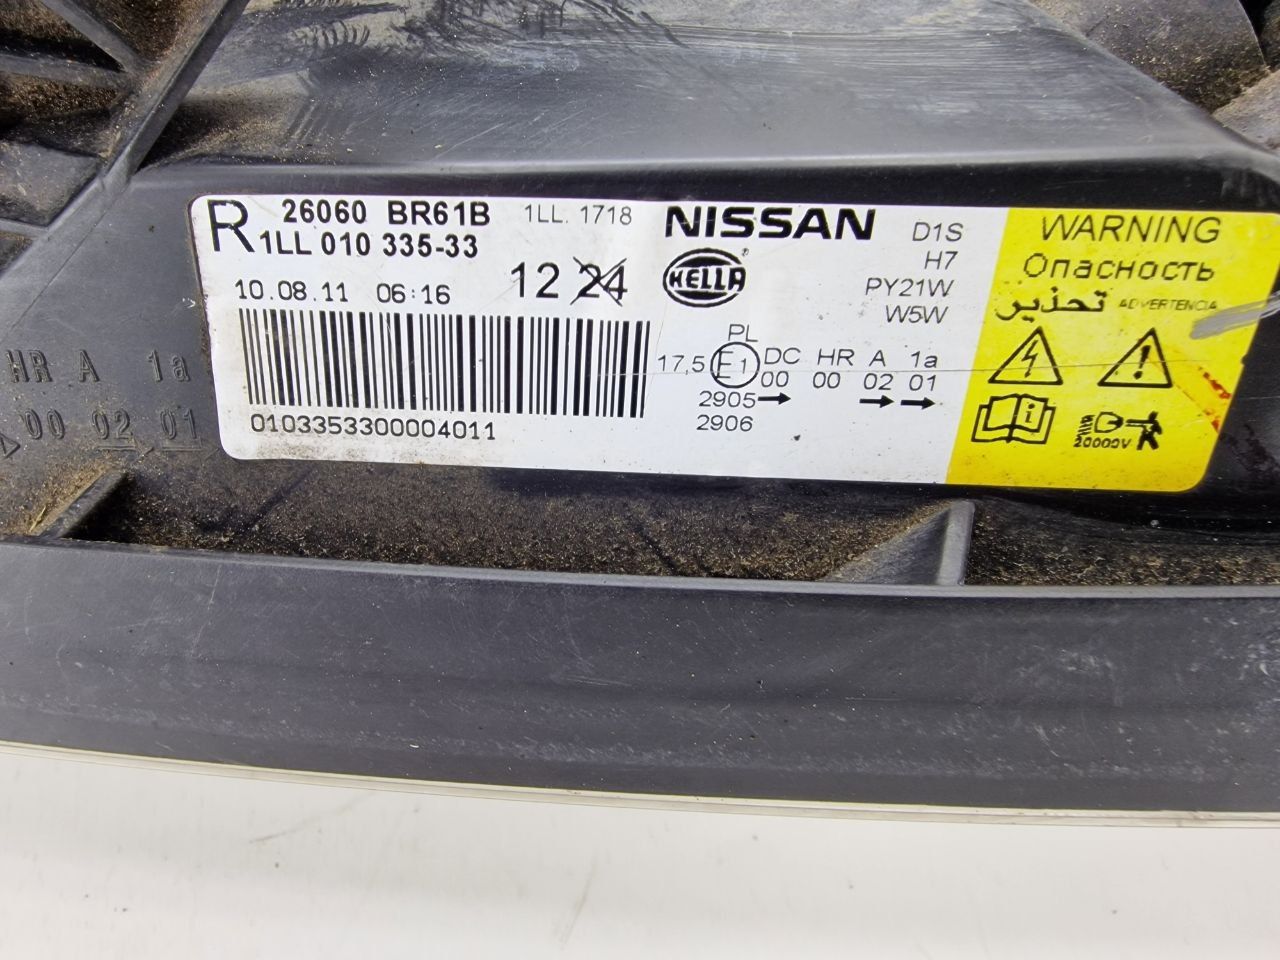 R
26060 BR61B 1LL. 1718
1LL 010 335-33
10.08.11 06:16 12 24
0103353300004011
NISSAN
HELLA
®
D1S
H7
PY21W
W5W
PL
17,5 E1 DC HR A 1a
00 00 02 01
2905→ → →
2906
WARNING
Опасность
تحذير
ADVERTENCIA
i
20000V
HR A 1a
00 02 01